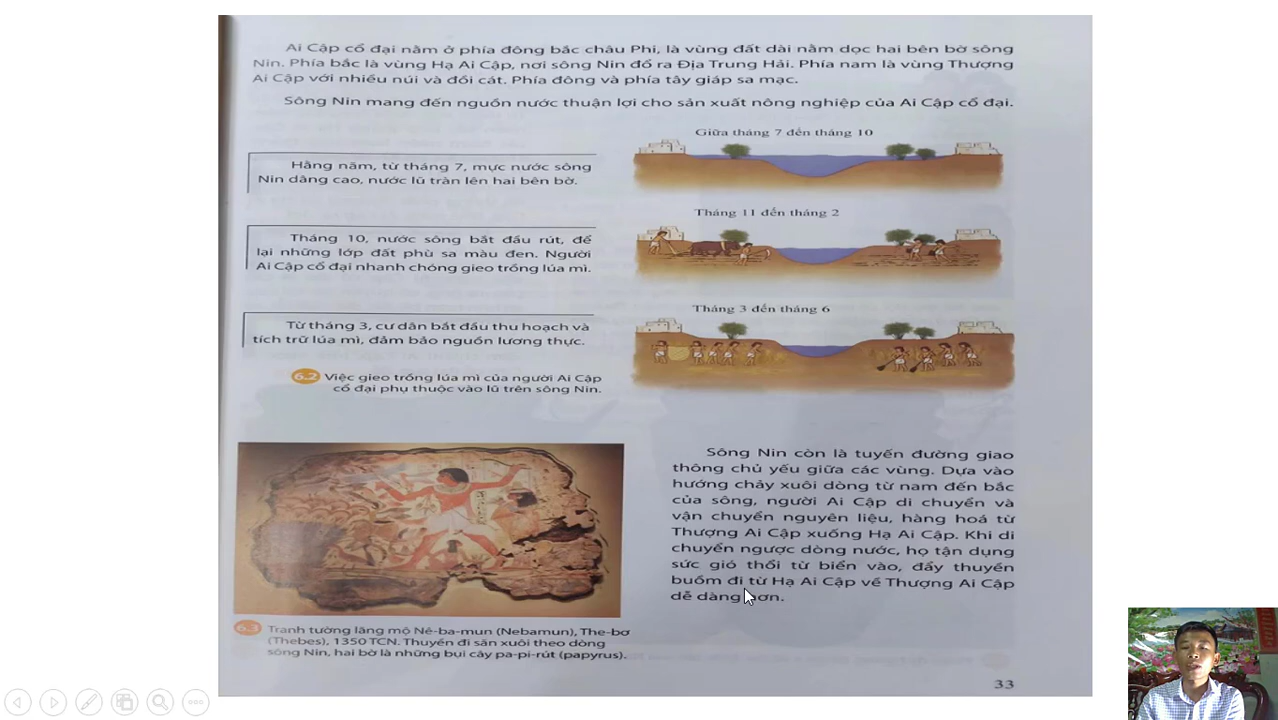 Ai Cập cổ đại nằm ở phía đông bắc châu Phi, là vùng đất dài nằm dọc hai bên bờ sông
Nin. Phía bắc là vùng Hạ Ai Cập, nơi sông Nin đổ ra Địa Trung Hải. Phía nam là vùng Thượng
Ai Cập với nhiều núi và đồi cát. Phía đông và phía tây giáp sa mạc.
Sông Nin mang đến nguồn nước thuận lợi cho sản xuất nông nghiệp của Ai Cập cổ đại.
Giữa tháng 7 đến tháng 10
Hằng năm, từ tháng 7, mực nước sông
Nin dâng cao, nước lũ tràn lên hai bên bờ.
Tháng 11 đến tháng 2
Tháng 10, nước sông bắt đầu rút, để
lại những lớp đất phù sa màu đen. Người
Ai Cập cổ đại nhanh chóng gieo trồng lúa mì.
Tháng 3 đến tháng 6
Từ tháng 3, cư dân bắt đầu thu hoạch và
tích trữ lúa mì, đảm bảo nguồn lương thực.
6.2 Việc gieo trồng lúa mì của người Ai Cập
cổ đại phụ thuộc vào lũ trên sông Nin.
Sông Nin còn là tuyến đường giao
thông chủ yếu giữa các vùng. Dựa vào
hướng chảy xuôi dòng từ nam đến bắc
của sông, người Ai Cập di chuyển và
vận chuyển nguyên liệu, hàng hoá từ
Thượng Ai Cập xuống Hạ Ai Cập. Khi di
chuyển ngược dòng nước, họ tận dụng
sức gió thổi từ biển vào, đẩy thuyền
buồm đi từ Hạ Ai Cập về Thượng Ai Cập
dễ dàng hơn.
6.3 Tranh tường lăng mộ Nê-ba-mun (Nebamun), The-bơ
(Thebes), 1350 TCN. Thuyền đi săn xuôi theo dòng
sông Nin, hai bờ là những bụi cây pa-pi-rút (papyrus).
33